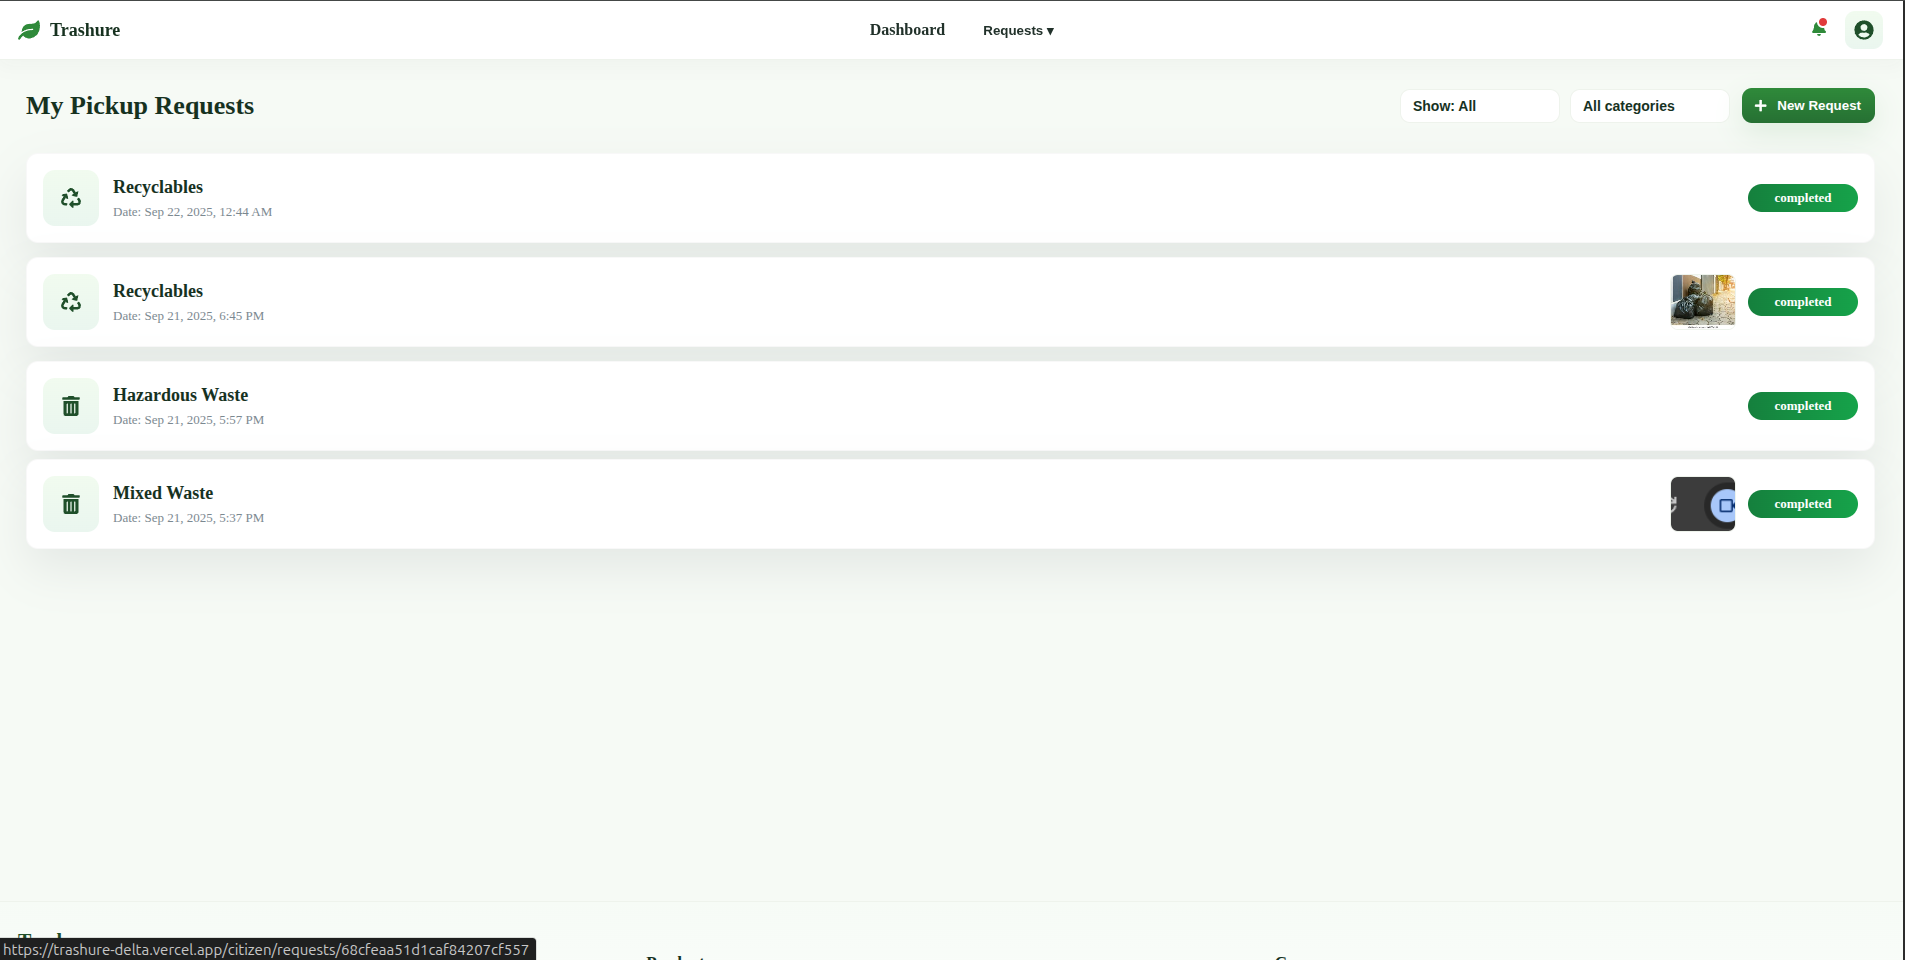 Trashure
Dashboard
Requests ▾
My Pickup Requests
Show: All
All categories
+ New Request
Recyclables
Date: Sep 22, 2025, 12:44 AM
completed
Recyclables
Date: Sep 21, 2025, 6:45 PM
completed
Hazardous Waste
Date: Sep 21, 2025, 5:57 PM
completed
Mixed Waste
Date: Sep 21, 2025, 5:37 PM
completed
https://trashure-delta.vercel.app/citizen/requests/68cfeaa51d1caf84207cf557